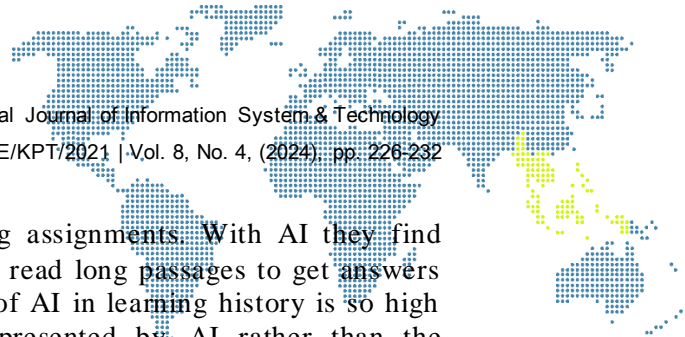 al Journal of Information System & Technology
E/KPT/2021 | Vol. 8, No. 4, (2024), pp. 226-232
g assignments. With AI they find
read long passages to get answers
of AI in learning history is so high
presented by AI rather than the